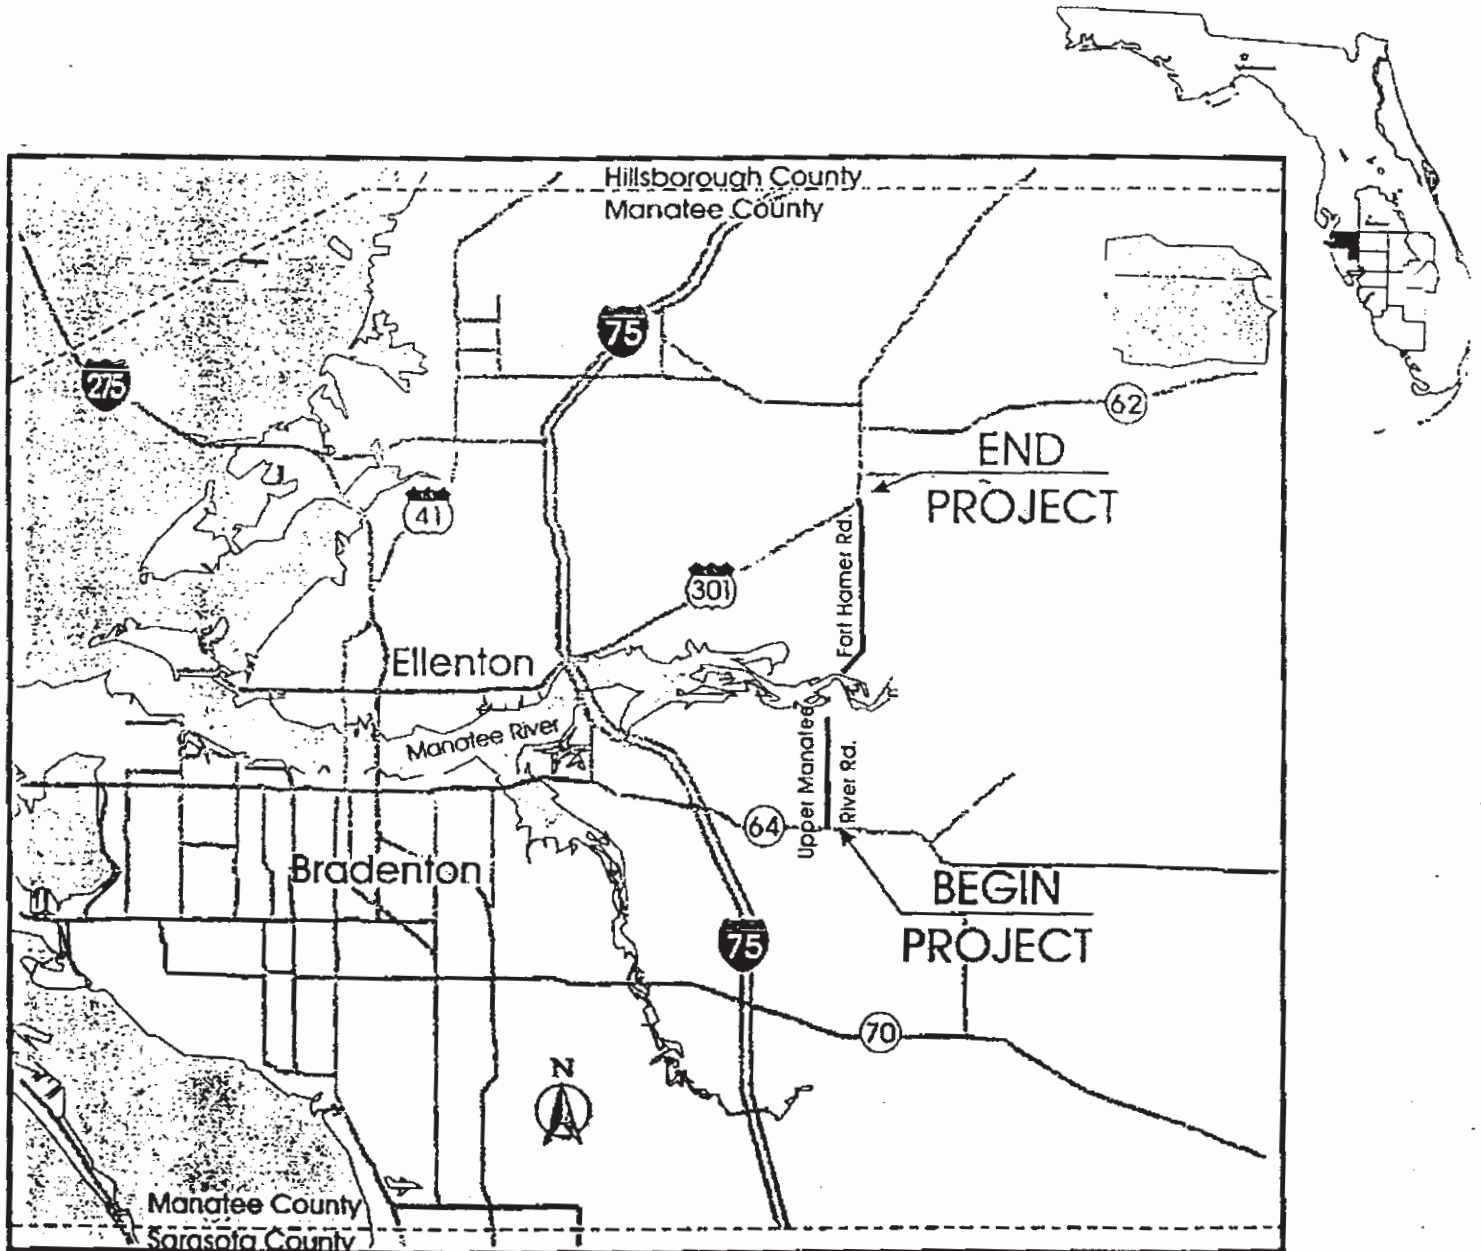 Hillsborough County
Manatee County
75
275
62
END
PROJECT
41
Fort Hamer Rd.
301
Ellenton
Manatee River
Upper Manatee
River Rd.
64
Bradenton
BEGIN
PROJECT
75
70
N
Manatee County
Sarasota County